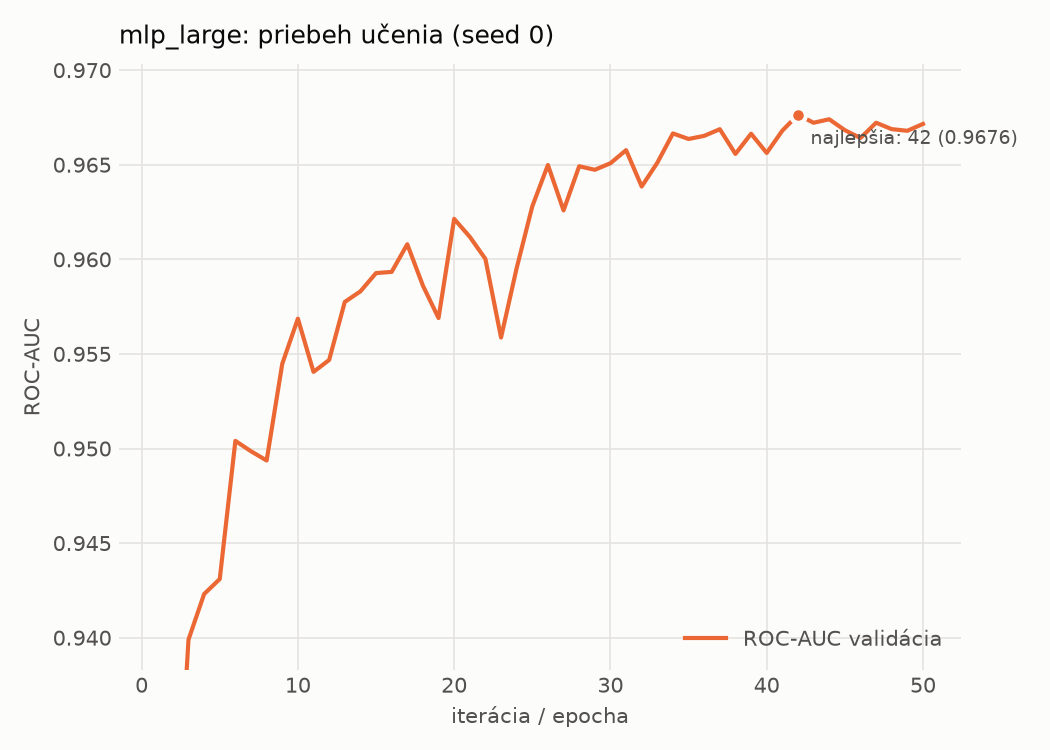 mlp_large: priebeh učenia (seed 0)
ROC-AUC
0.970
0.965
0.960
0.955
0.950
0.945
0.940
najlepšia: 42 (0.9676)
ROC-AUC validácia
0 10 20 30 40 50
iterácia / epocha